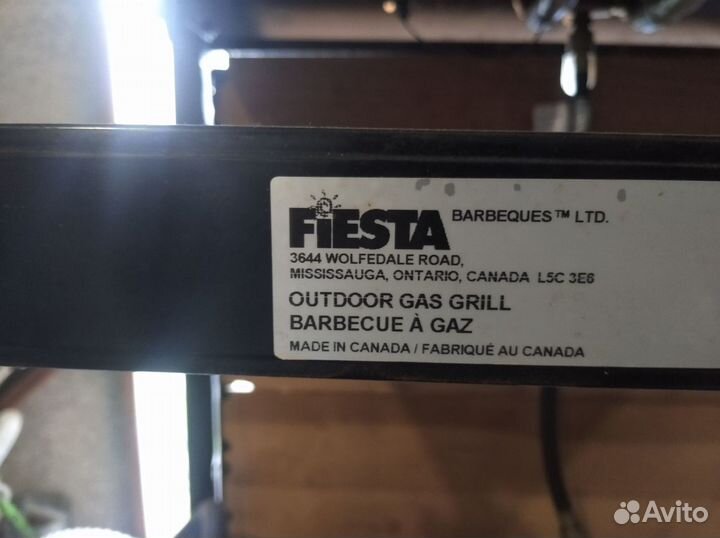 FiESTA BARBEQUES™ LTD.
3644 WOLFEDALE ROAD,
MISSISSAUGA, ONTARIO, CANADA L5C 3E6
OUTDOOR GAS GRILL
BARBECUE À GAZ
MADE IN CANADA / FABRIQUÉ AU CANADA
Avito